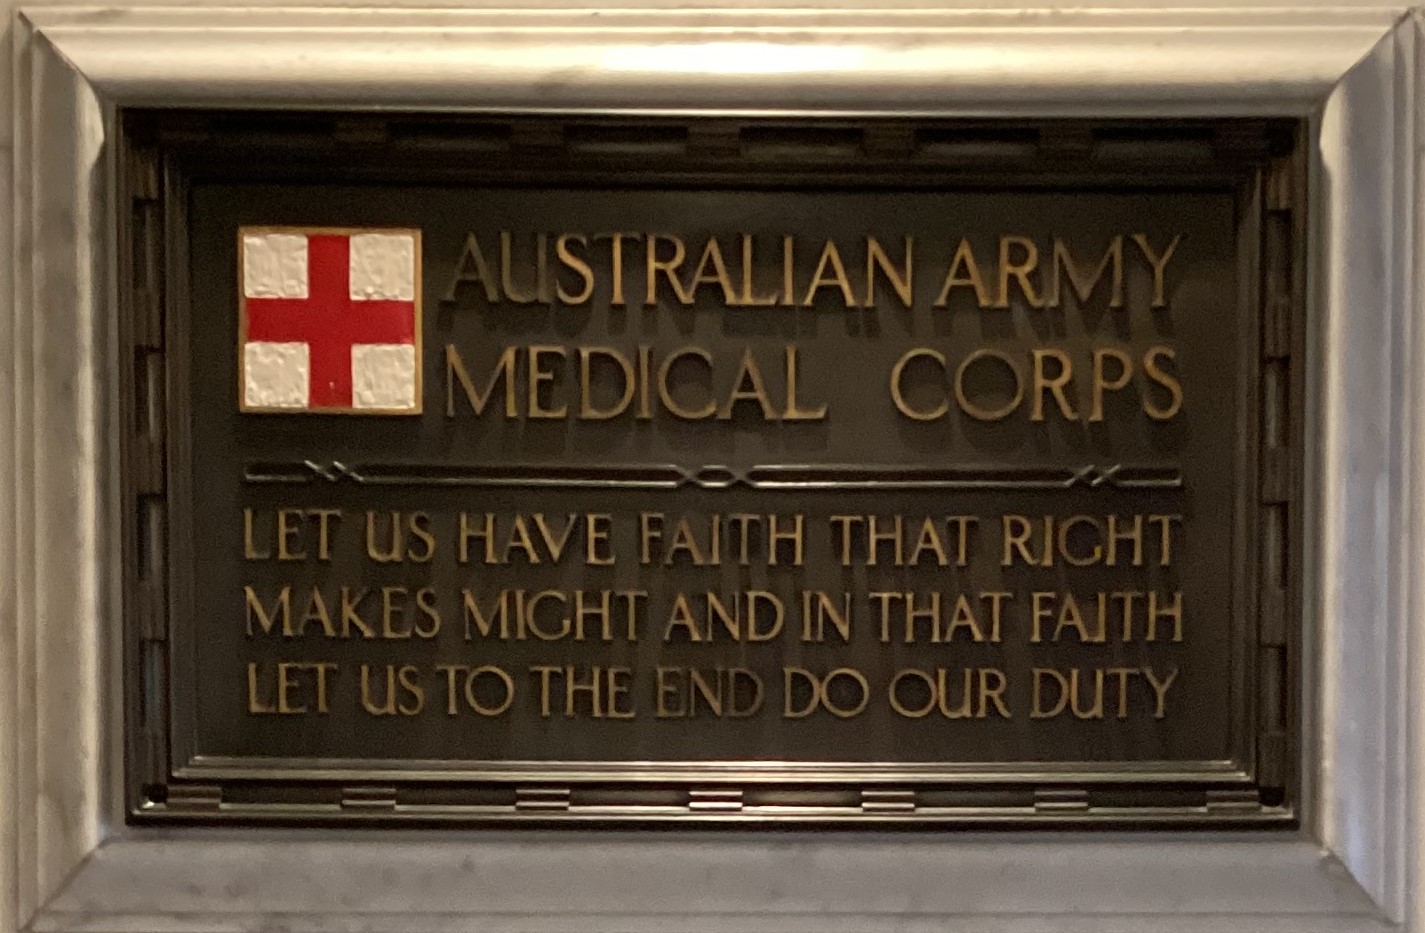 AUSTRALIAN ARMY
MEDICAL CORPS
LET US HAVE FAITH THAT RIGHT
MAKES MIGHT AND IN THAT FAITH
LET US TO THE END DO OUR DUTY